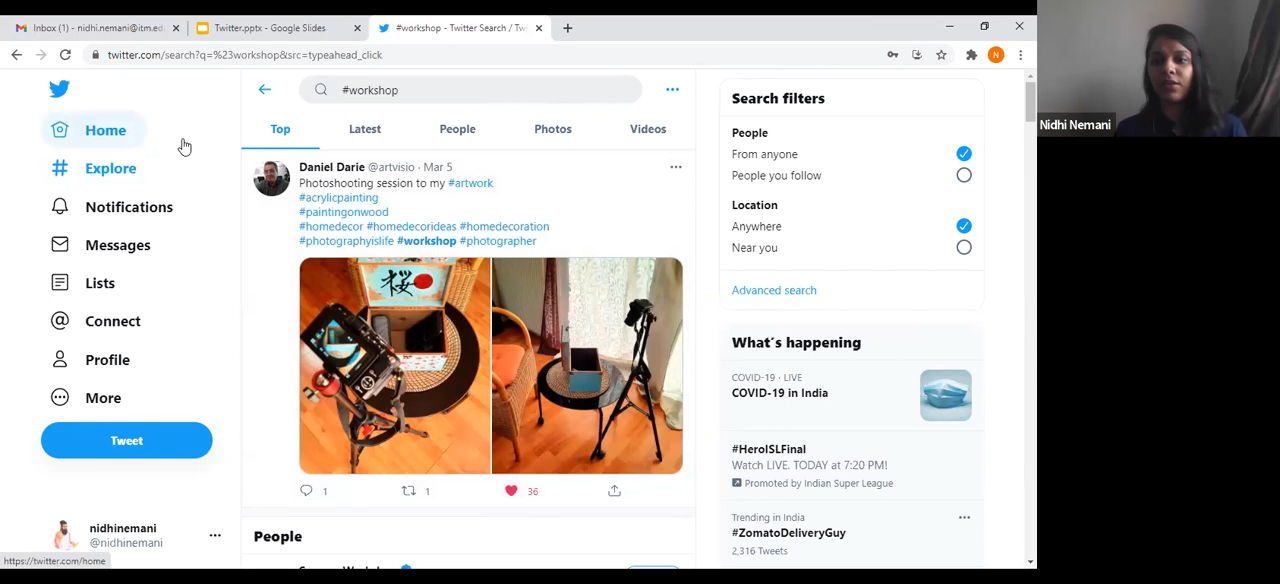 Inbox (1) - nidhi.nemani@itm.ed
Twitter.pptx - Google Slides
#workshop - Twitter Search / Tw
twitter.com/search?q=%23workshop&src=typeahead_click
N
Nidhi Nemani
Home
Explore
Notifications
Messages
Lists
Connect
Profile
More
Tweet
nidhinemani
@nidhinemani
https://twitter.com/home
#workshop
Top
Latest
People
Photos
Videos
Daniel Darie @artvisio · Mar 5
Photoshooting session to my #artwork
#acrylicpainting
#paintingonwood
#homedecor #homedecorideas #homedecoration
#photographyislife #workshop #photographer
桜
1
1
36
People
Search filters
People
From anyone
People you follow
Location
Anywhere
Near you
Advanced search
What's happening
COVID-19 · LIVE
COVID-19 in India
#HeroISLFinal
Watch LIVE. TODAY at 7:20 PM!
Promoted by Indian Super League
Trending in India
#ZomatoDeliveryGuy
2,316 Tweets